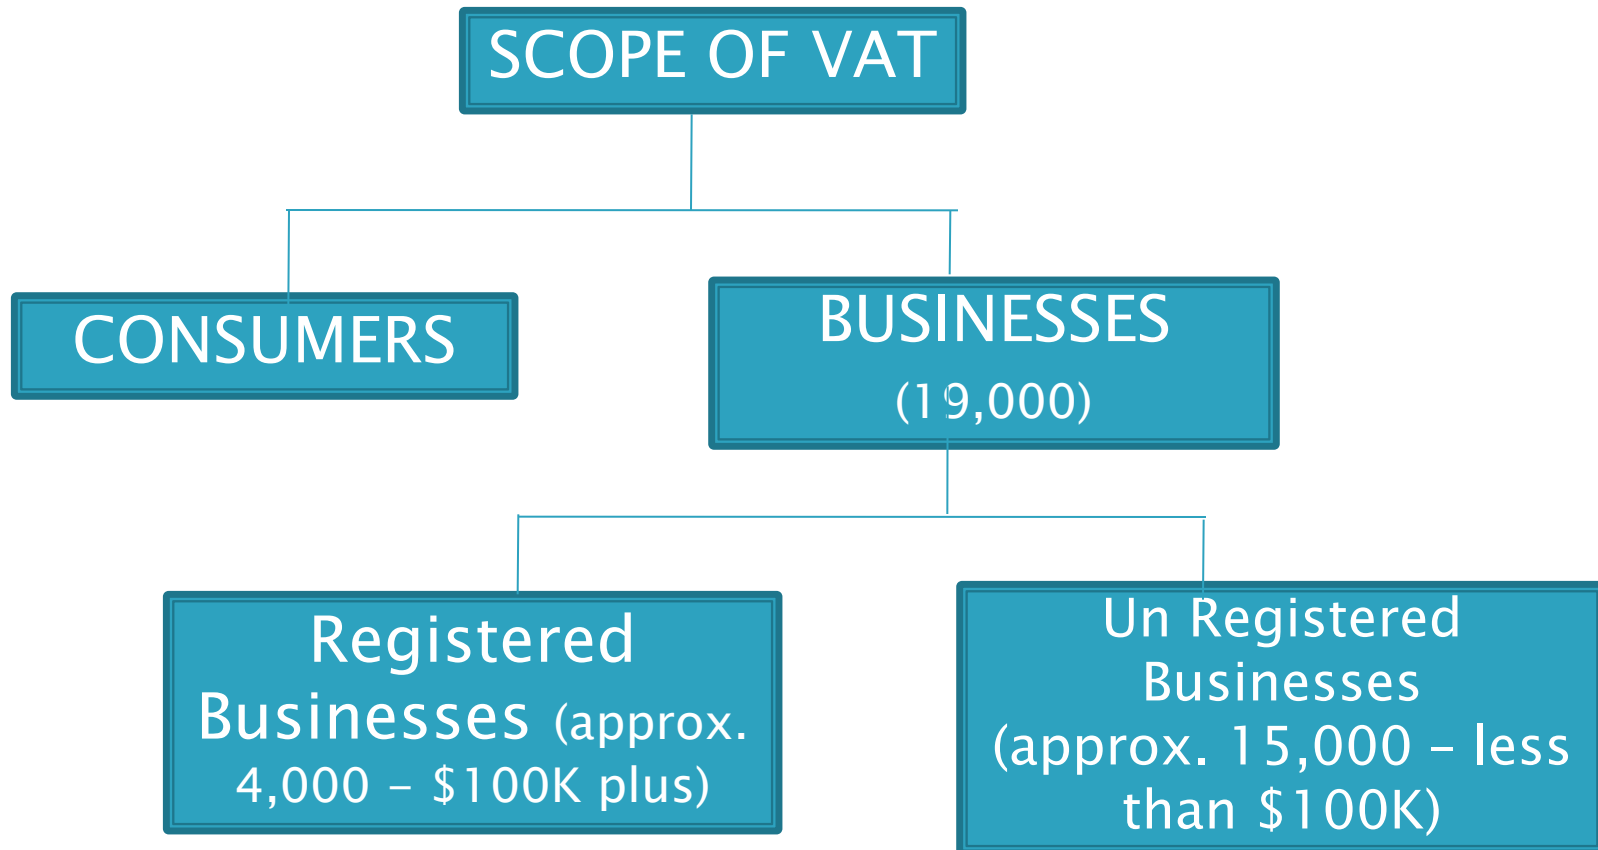 SCOPE OF VAT
CONSUMERS
BUSINESSES
(19,000)
Registered
Businesses (approx.
4,000 – $100K plus)
Un Registered
Businesses
(approx. 15,000 – less
than $100K)